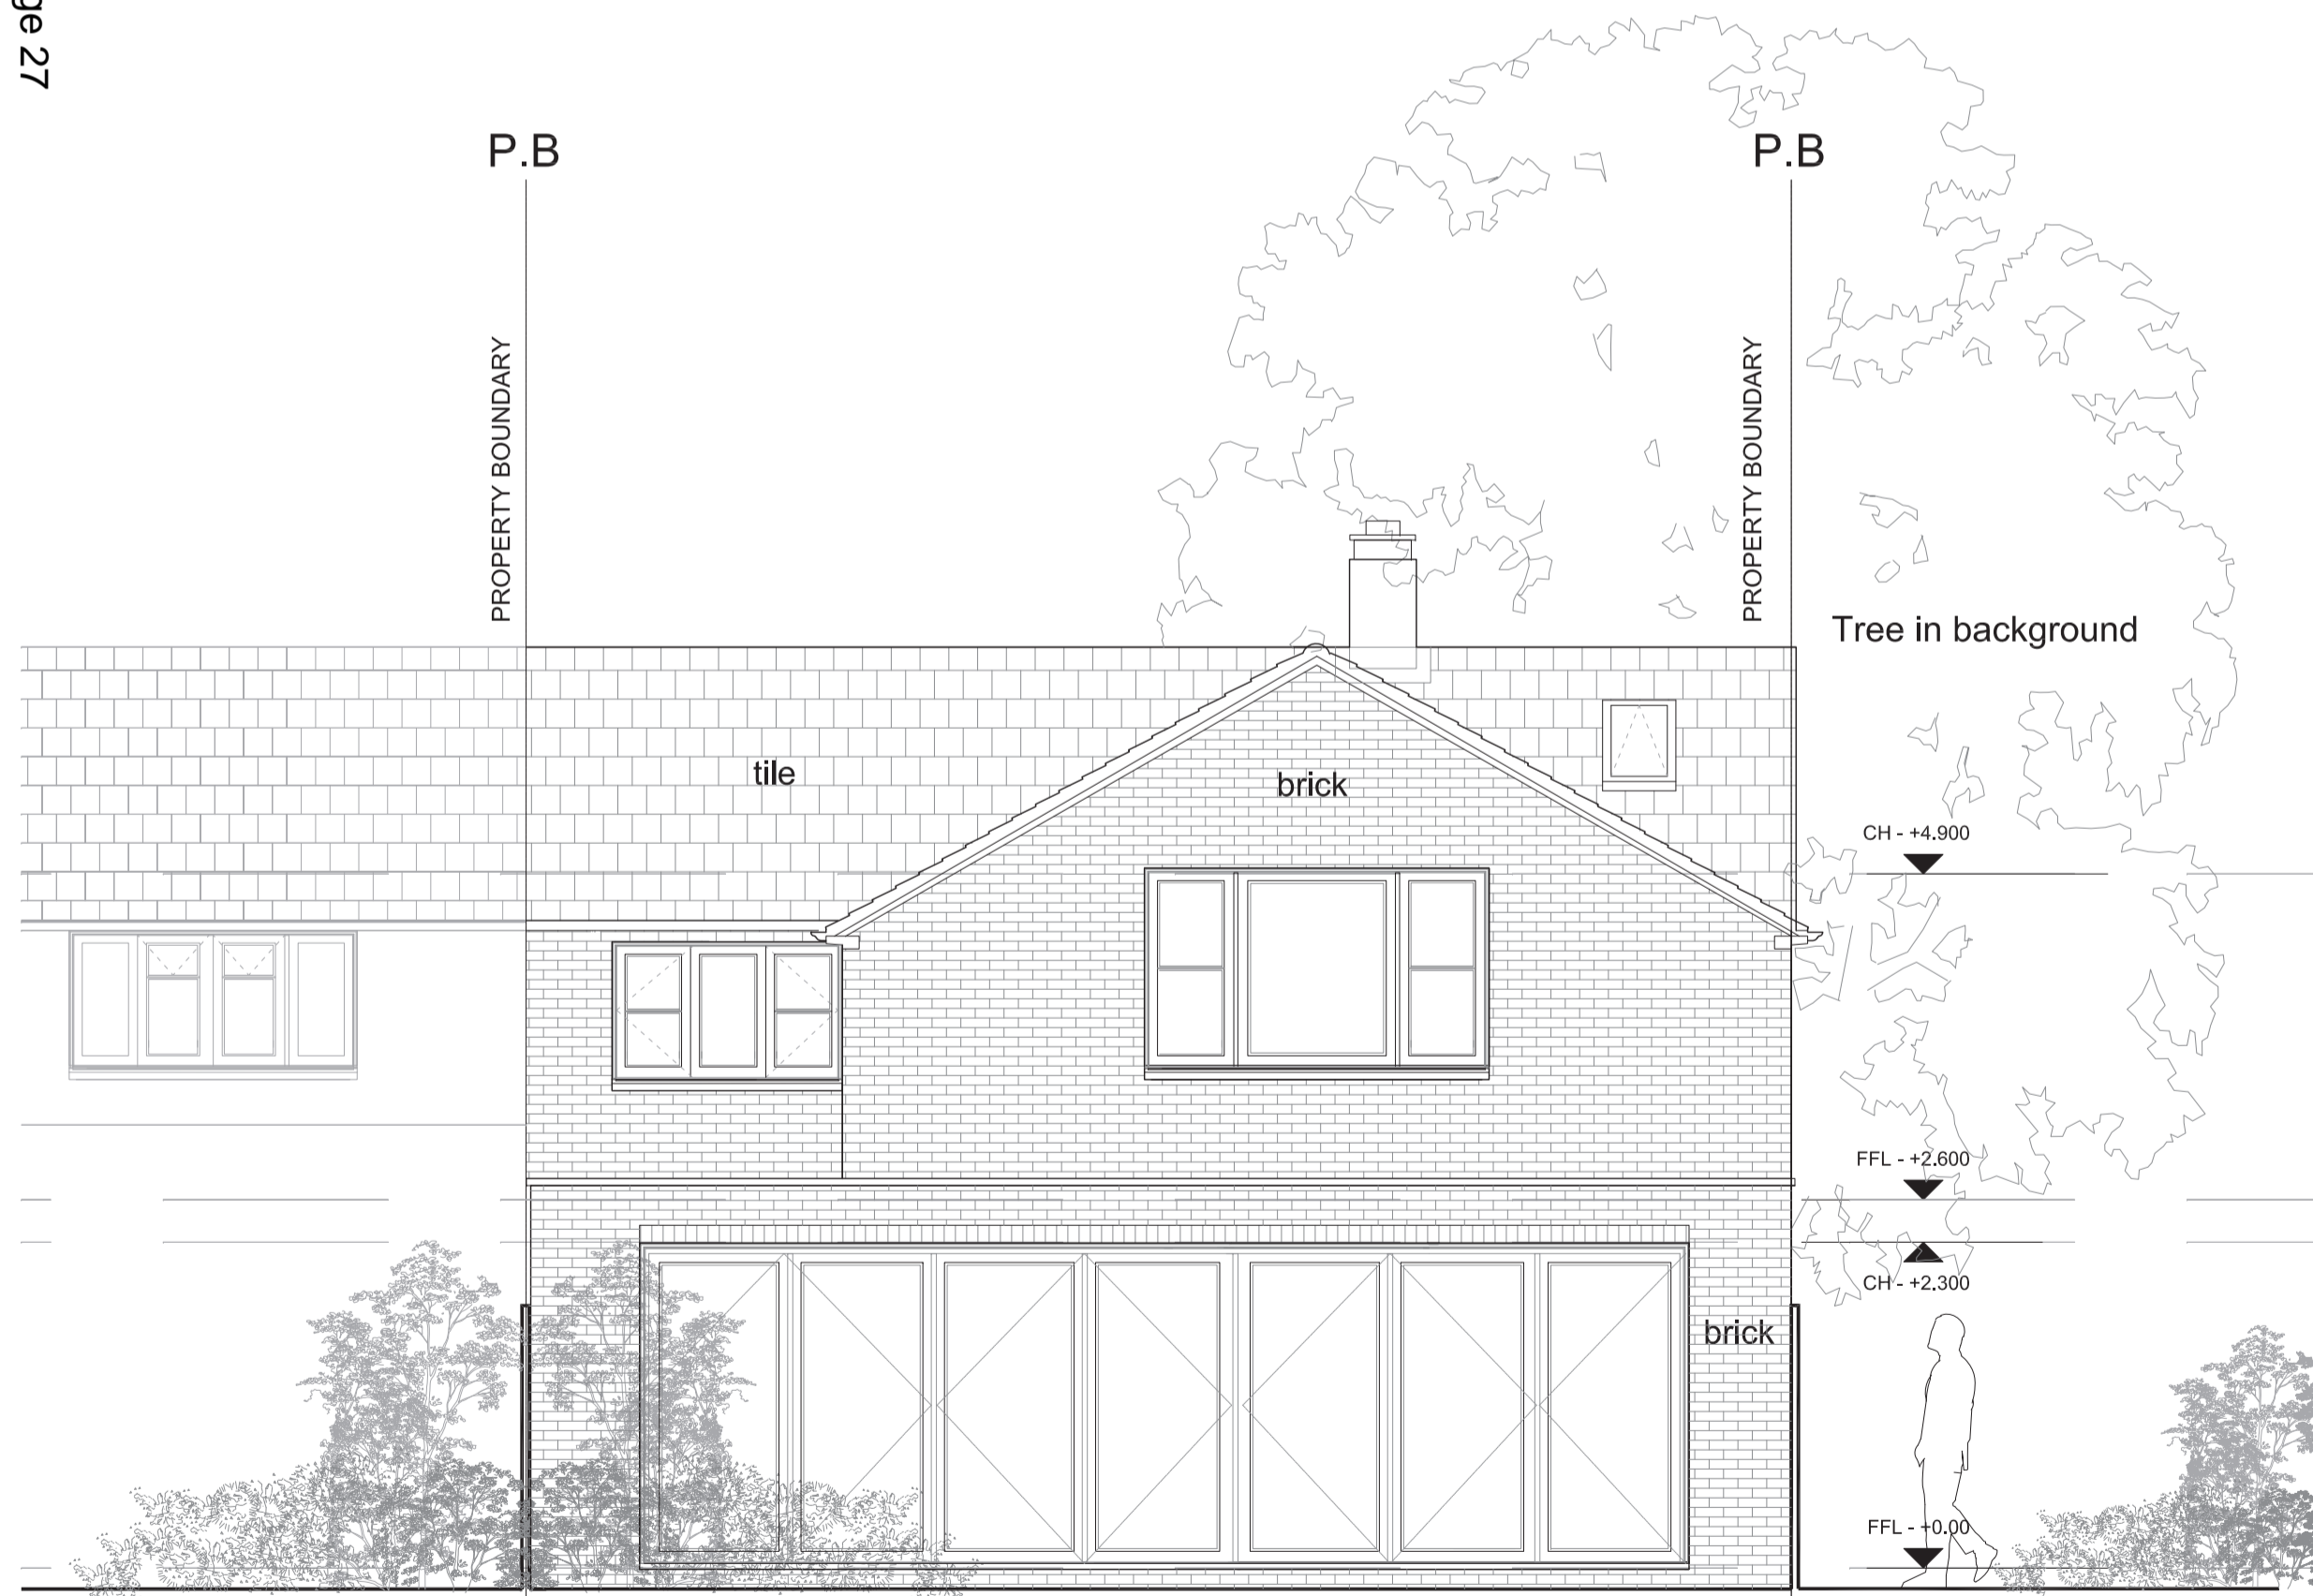 ge 27
P.B
P.B
PROPERTY BOUNDARY
PROPERTY BOUNDARY
Tree in background
tile
brick
CH - +4.900
FFL - +2.600
CH - +2.300
brick
FFL - +0.00